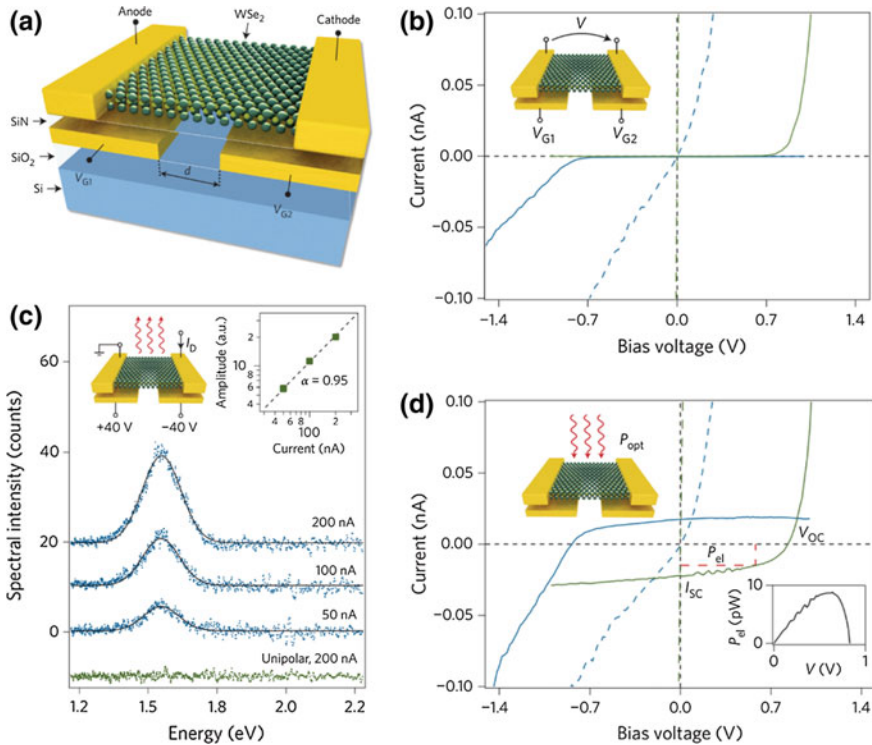 (a)
Anode
WSe2
Cathode
SiN
SiO2
Si
VG1
d
VG2
(b)
Current (nA)
0.10
0.05
0.00
−0.05
−0.10
V
VG1
VG2
−1.4
−0.7
0.0
0.7
1.4
Bias voltage (V)
(c)
Spectral intensity (counts)
60
40
20
0
ID
+40 V
−40 V
Amplitude (a.u.)
2
10
8
6
4
α = 0.95
4
6
8
100
2
Current (nA)
200 nA
100 nA
50 nA
Unipolar, 200 nA
1.2
1.5
1.8
2.0
2.2
Energy (eV)
(d)
Current (nA)
0.10
0.05
0.00
−0.05
−0.10
Popt
VOC
Pel
ISC
Pel (pW)
10
0
0
1
V (V)
−1.4
−0.7
0.0
0.7
1.4
Bias voltage (V)